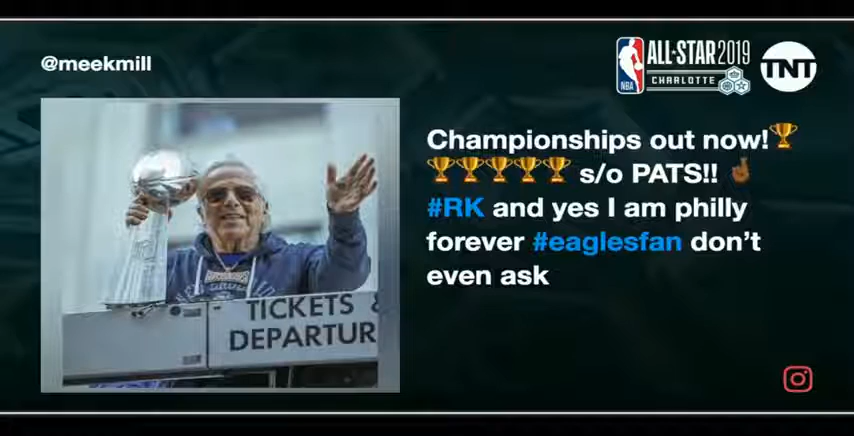 @meekmill
NBA
ALL-STAR 2019
CHARLOTTE
TNT
Championships out now!🏆
🏆🏆🏆🏆🏆 s/o PATS!! 🤞🏾
#RK and yes I am philly
forever #eaglesfan don’t
even ask
TICKETS &
DEPARTUR